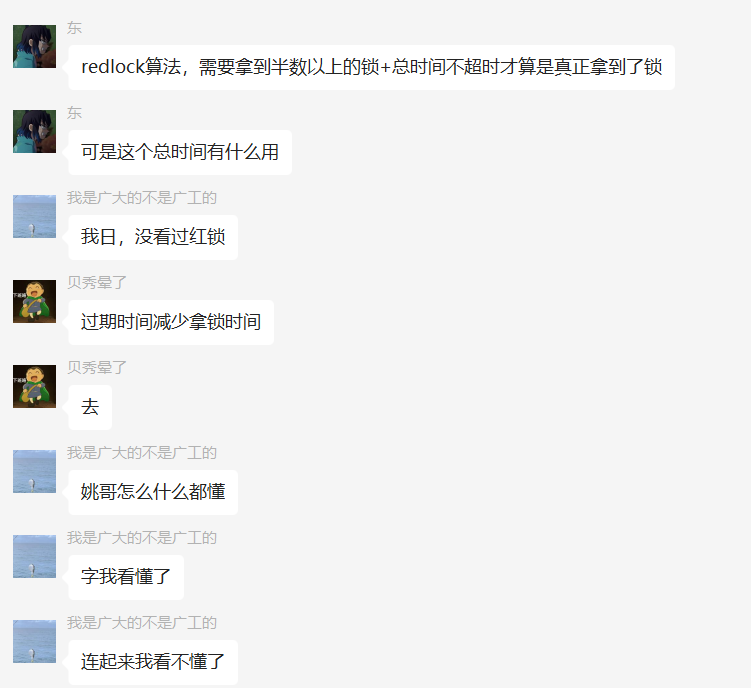 东
redlock算法，需要拿到半数以上的锁+总时间不超时才算是真正拿到了锁
东
可是这个总时间有什么用
我是广大的不是广工的
我日，没看过红锁
贝秀晕了
过期时间减少拿锁时间
贝秀晕了
去
我是广大的不是广工的
姚哥怎么什么都懂
我是广大的不是广工的
字我看懂了
我是广大的不是广工的
连起来我看不懂了